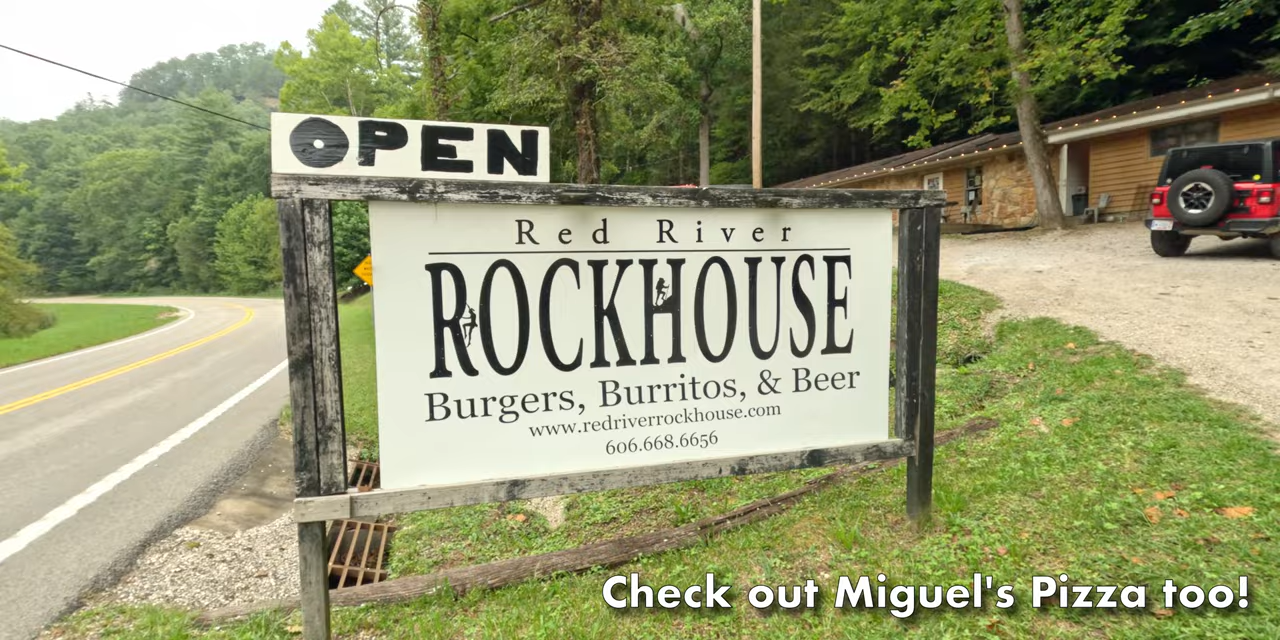 OPEN
Red River
ROCKHOUSE
Burgers, Burritos, & Beer
www.redriverrockhouse.com
606.668.6656
Check out Miguel's Pizza too!